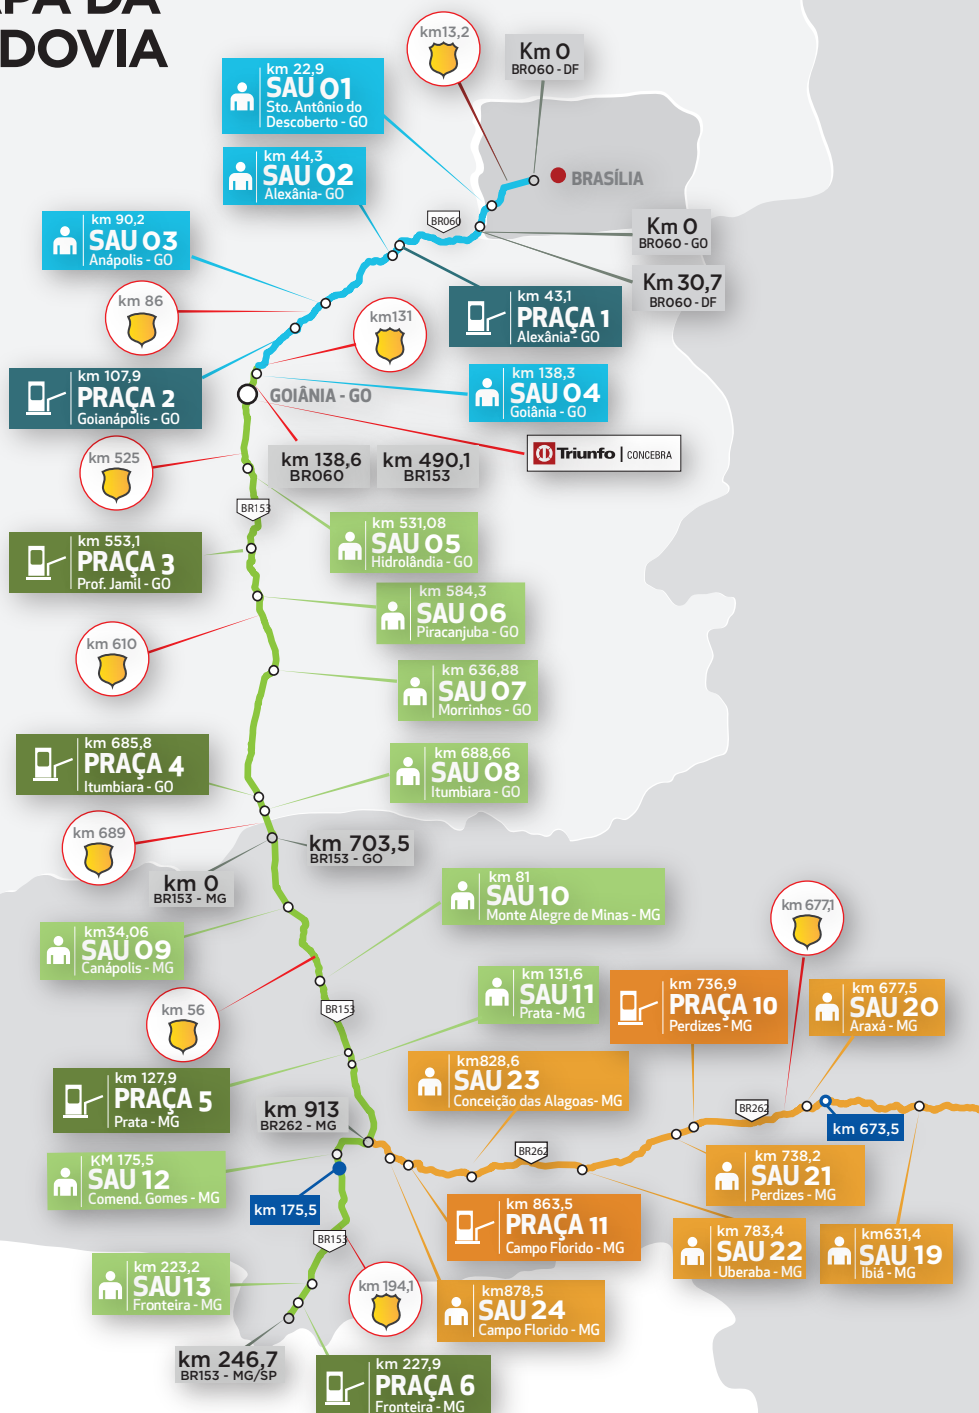 APA DA
DOVIA
km13,2
Km 0
BR060 - DF
km 22,9
SAU 01
Sto. Antônio do
Descoberto - GO
km 44,3
SAU 02
Alexânia- GO
BRASÍLIA
km 90,2
SAU 03
Anápolis - GO
BR060
Km 0
BR060 - GO
Km 30,7
BR060 - DF
km 86
km131
km 43,1
PRAÇA 1
Alexânia - GO
km 107,9
PRAÇA 2
Goianápolis - GO
GOIÂNIA - GO
km 138,3
SAU 04
Goiânia - GO
km 525
km 138,6
BR060
km 490,1
BR153
Triunfo | CONCEBRA
BR153
km 531,08
SAU 05
Hidrolândia - GO
km 553,1
PRAÇA 3
Prof. Jamil - GO
km 584,3
SAU 06
Piracanjuba - GO
km 610
km 636,88
SAU 07
Morrinhos - GO
km 685,8
PRAÇA 4
Itumbiara - GO
km 688,66
SAU 08
Itumbiara - GO
km 689
km 703,5
BR153 - GO
km 0
BR153 - MG
km 81
SAU 10
Monte Alegre de Minas - MG
km 677,1
km34,06
SAU 09
Canápolis - MG
km 56
BR153
km 131,6
SAU 11
Prata - MG
km 736,9
PRAÇA 10
Perdizes - MG
km 677,5
SAU 20
Araxá - MG
km 127,9
PRAÇA 5
Prata - MG
km 913
BR262 - MG
km828,6
SAU 23
Conceição das Alagoas- MG
BR262
km 673,5
BR262
KM 175,5
SAU 12
Comend. Gomes - MG
km 175,5
km 738,2
SAU 21
Perdizes - MG
km 863,5
PRAÇA 11
Campo Florido - MG
km 783,4
SAU 22
Uberaba - MG
km631,4
SAU 19
Ibiá - MG
BR153
km 223,2
SAU13
Fronteira - MG
km 194,1
km878,5
SAU 24
Campo Florido - MG
km 246,7
BR153 - MG/SP
km 227,9
PRAÇA 6
Fronteira - MG